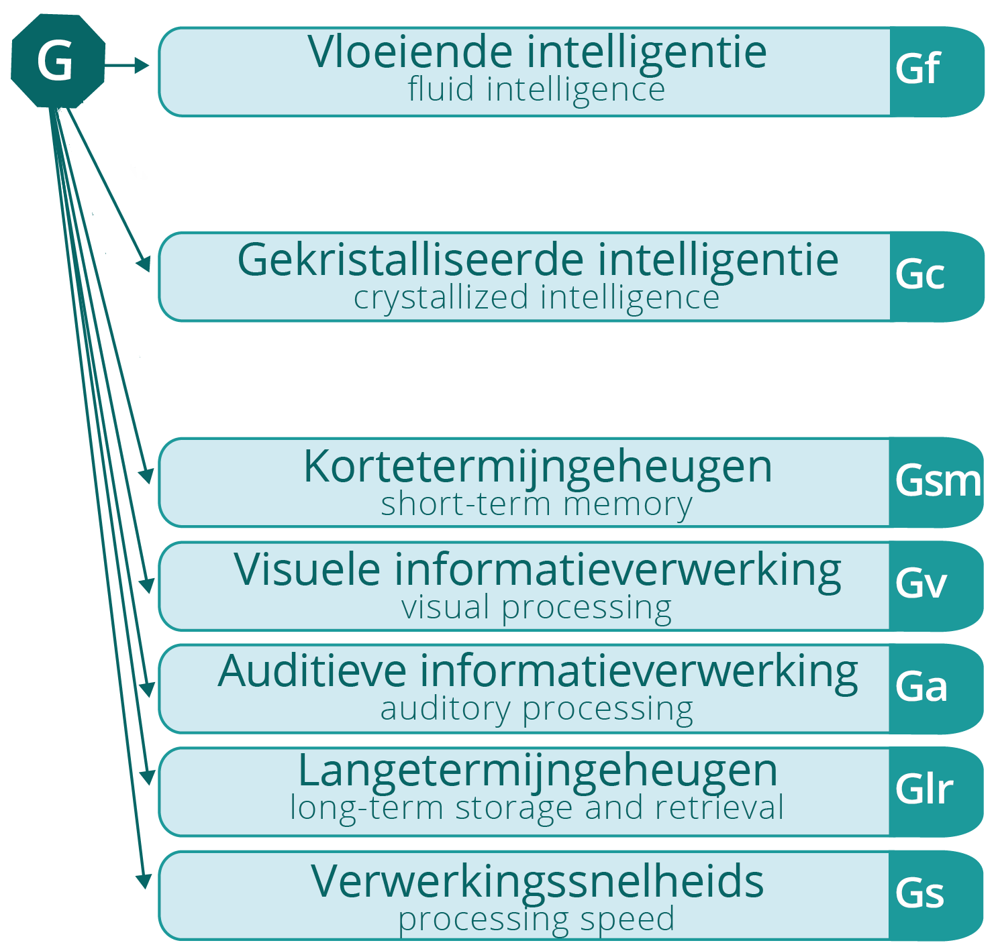 G
Vloeiende intelligentie
fluid intelligence
Gf
Gekristalliseerde intelligentie
crystallized intelligence
Gc
Kortetermijngeheugen
short-term memory
Gsm
Visuele informatieverwerking
visual processing
Gv
Auditieve informatieverwerking
auditory processing
Ga
Langetermijngeheugen
long-term storage and retrieval
Glr
Verwerkingssnelheids
processing speed
Gs